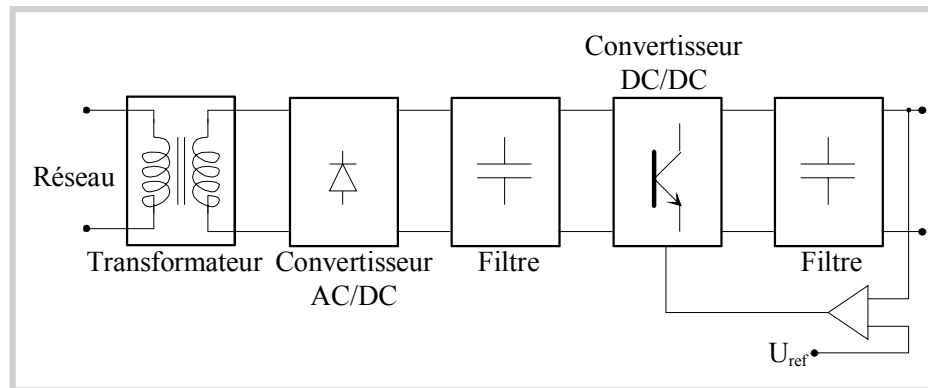 Convertisseur
DC/DC
Réseau
Transformateur
Convertisseur
AC/DC
Filtre
Filtre
Uref